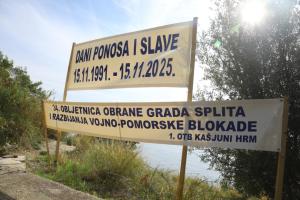 DANI PONOSA I SLAVE
15.11.1991. - 15.11.2025.
34. OBLJETNICA OBRANE GRADA SPLITA
I RAZBIJANJA VOJNO-POMORSKE BLOKADE
1. OTB KAŠJUNI HRM